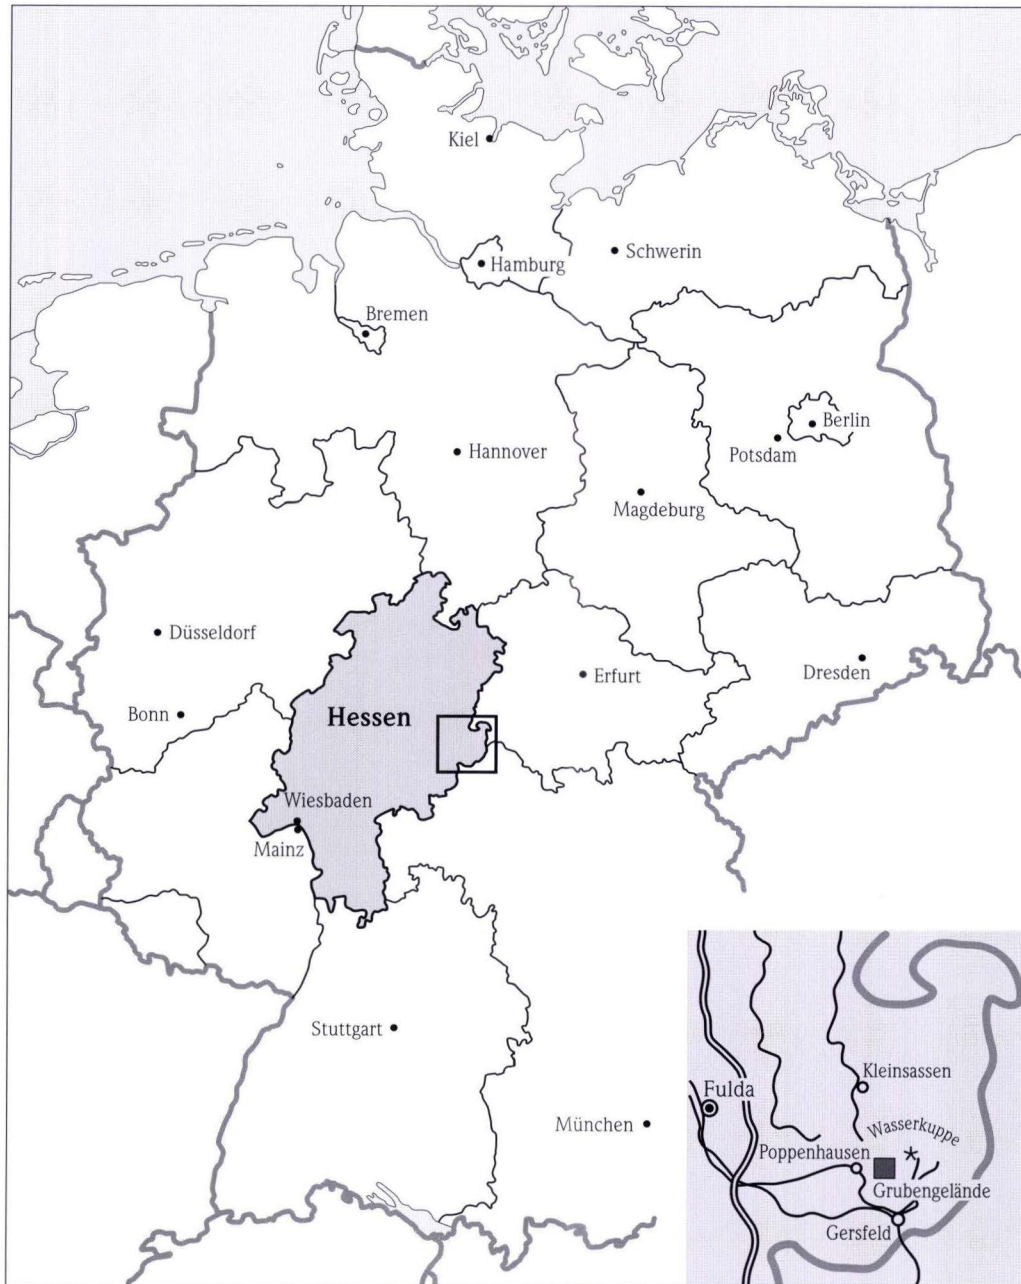 Kiel
Schwerin
Hamburg
Bremen
Berlin
Hannover
Potsdam
Magdeburg
Düsseldorf
Erfurt
Dresden
Bonn
Hessen
Wiesbaden
Mainz
Stuttgart
München
Kleinsassen
Fulda
Wasserkuppe
Poppenhausen
Grubengelände
Gersfeld